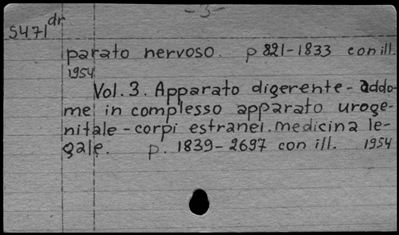 -3-
S471 dr
parato nervoso. p 821-1833 con ill.
1954
Vol. 3. Apparato digerente - addo-
me in complesso apparato uroge-
nitale - corpi estranei. medicina le-
gale. p. 1839-2697 con ill. 1954